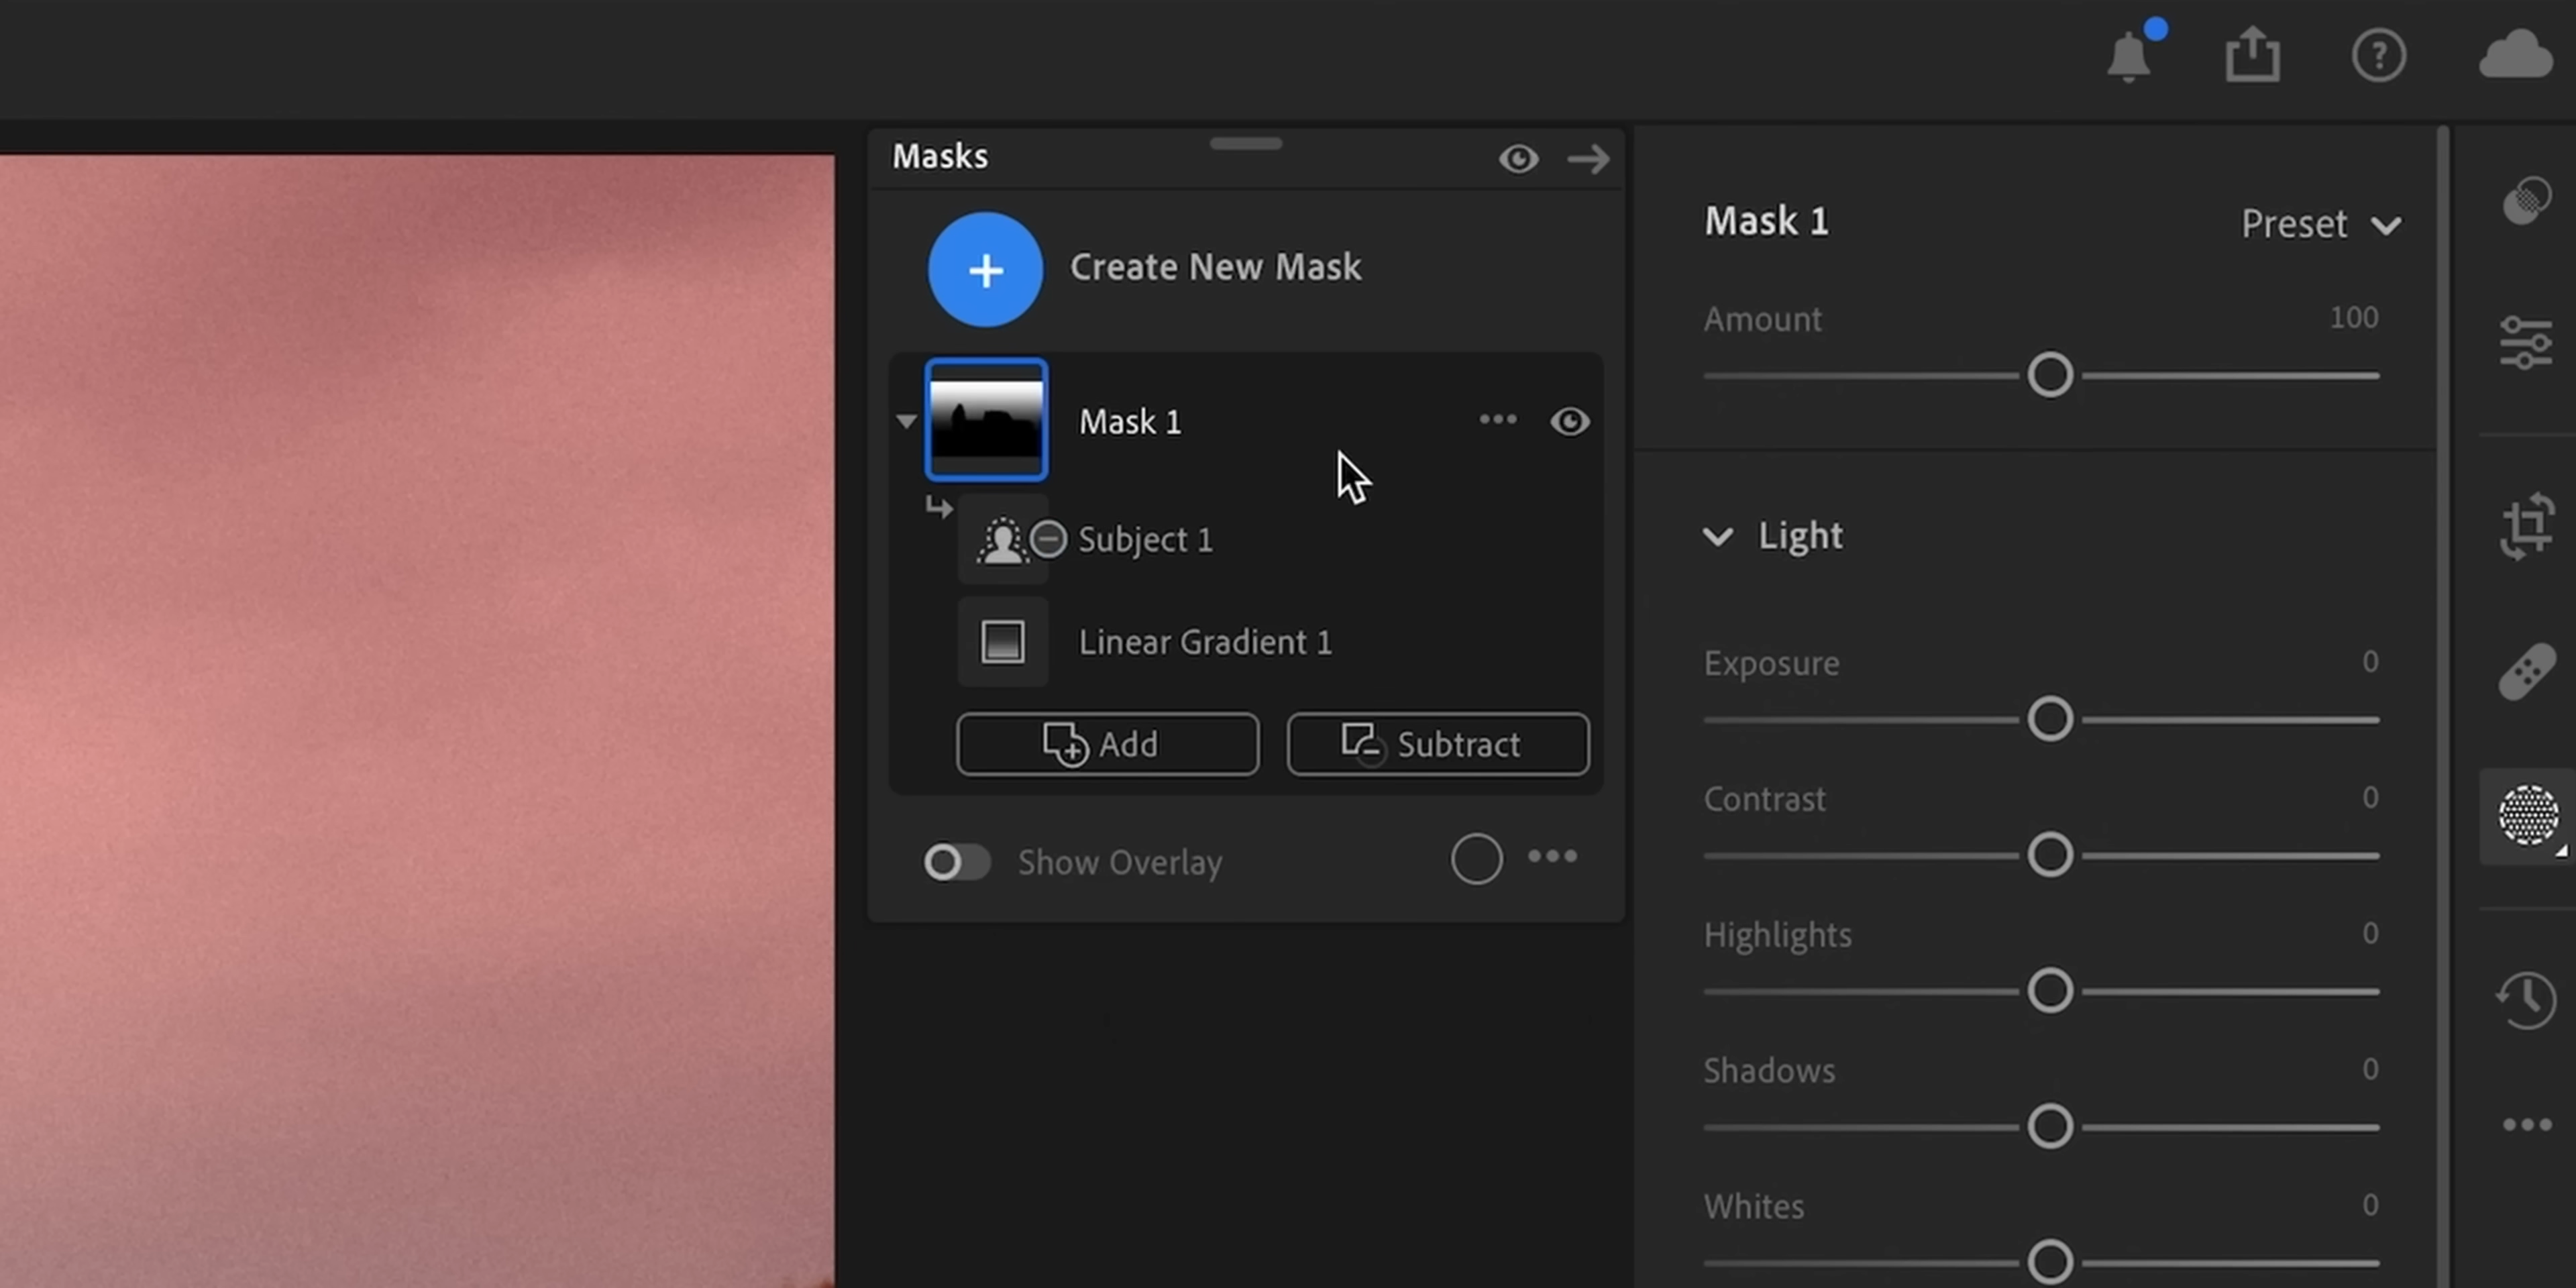 Masks
Create New Mask
Mask 1
Subject 1
Linear Gradient 1
Add
Subtract
Show Overlay
Mask 1
Preset
Amount
100
Light
Exposure
0
Contrast
0
Highlights
0
Shadows
0
Whites
0